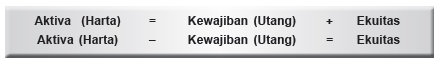 Aktiva (Harta) = Kewajiban (Utang) + Ekuitas
Aktiva (Harta) – Kewajiban (Utang) = Ekuitas